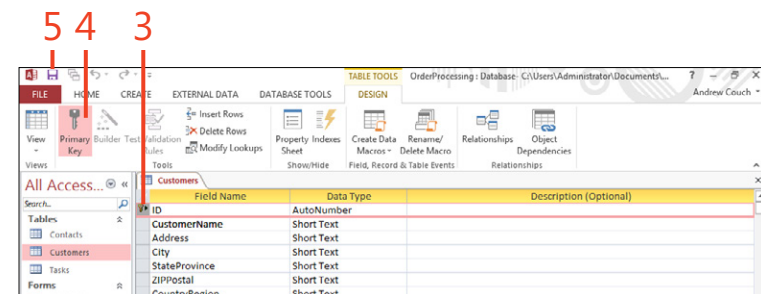 5 4 3
TABLE TOOLS OrderProcessing : Database- C:\Users\Administrator\Documents\... ?
FILE HOME CREATE EXTERNAL DATA DATABASE TOOLS DESIGN Andrew Couch
View
Primary Key
Builder
Test Validation Rules
Insert Rows
Delete Rows
Modify Lookups
Property Sheet
Indexes
Create Data Macros
Rename/ Delete Macro
Relationships
Object Dependencies
Views Tools Show/Hide Field, Record & Table Events Relationships
All Access...
Search...
Tables
Contacts
Customers
Tasks
Forms
Customers
Field Name Data Type Description (Optional)
ID AutoNumber
CustomerName Short Text
Address Short Text
City Short Text
StateProvince Short Text
ZIPPostal Short Text
CountryRegion Short Text